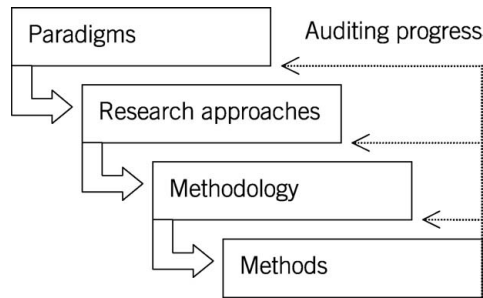 Paradigms
Auditing progress
Research approaches
Methodology
Methods